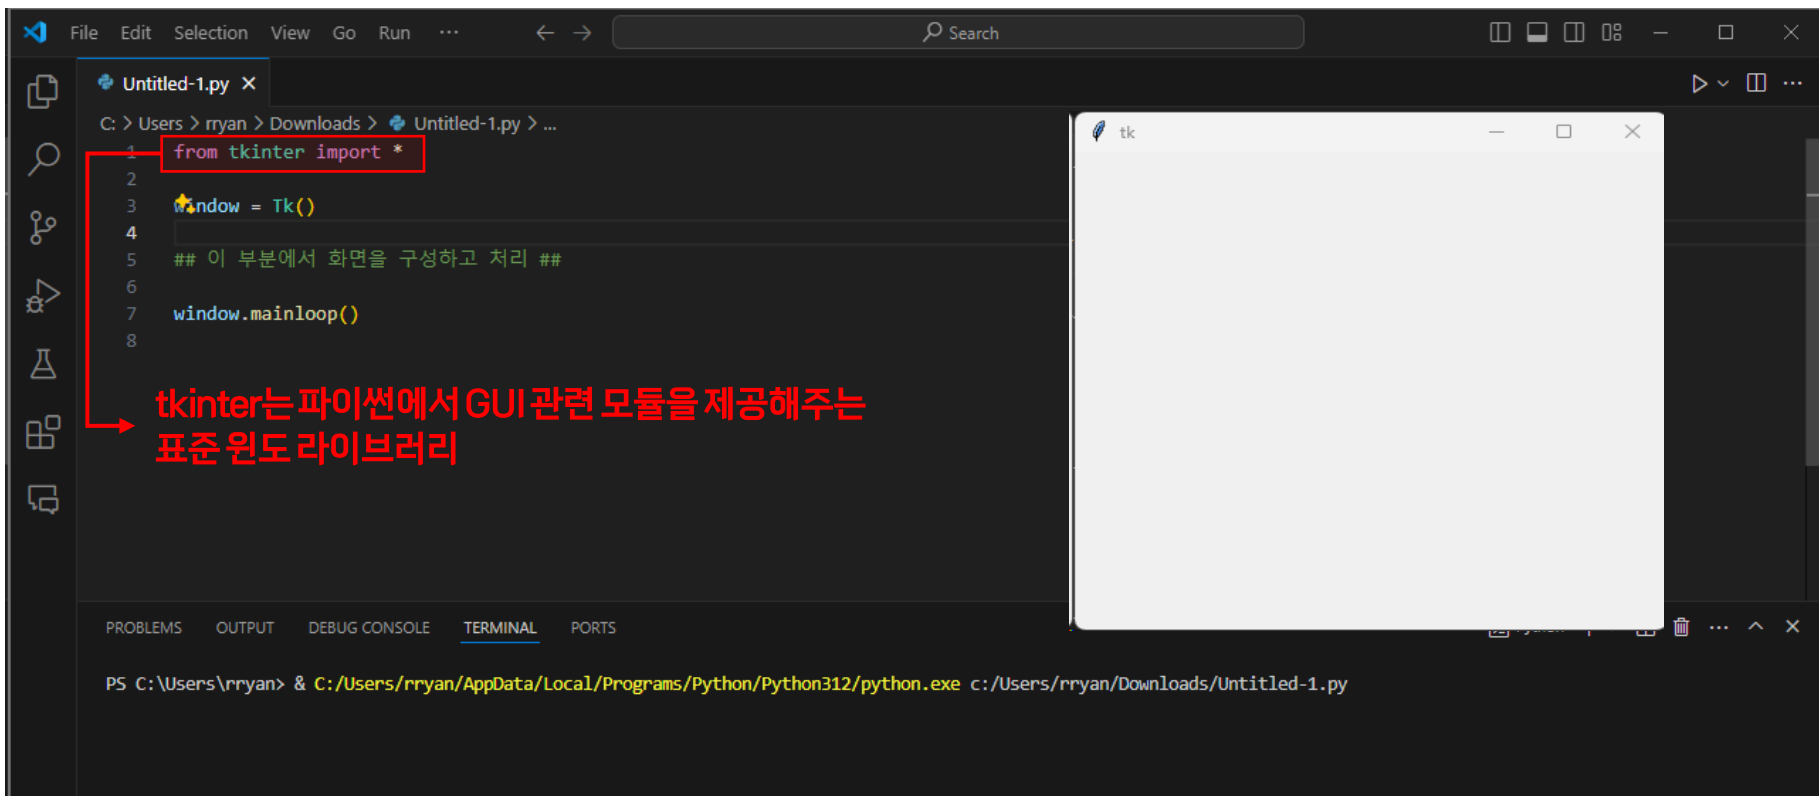 File Edit Selection View Go Run ··· Search
Untitled-1.py
C: > Users > rryan > Downloads > Untitled-1.py > ...
tk
1 from tkinter import *
2
3 window = Tk()
4
5 ## 이 부분에서 화면을 구성하고 처리 ##
6
7 window.mainloop()
8
tkinter는 파이썬에서 GUI 관련 모듈을 제공해주는
표준 윈도 라이브러리
PROBLEMS OUTPUT DEBUG CONSOLE TERMINAL PORTS
PS C:\Users\rryan> & C:/Users/rryan/AppData/Local/Programs/Python/Python312/python.exe c:/Users/rryan/Downloads/Untitled-1.py